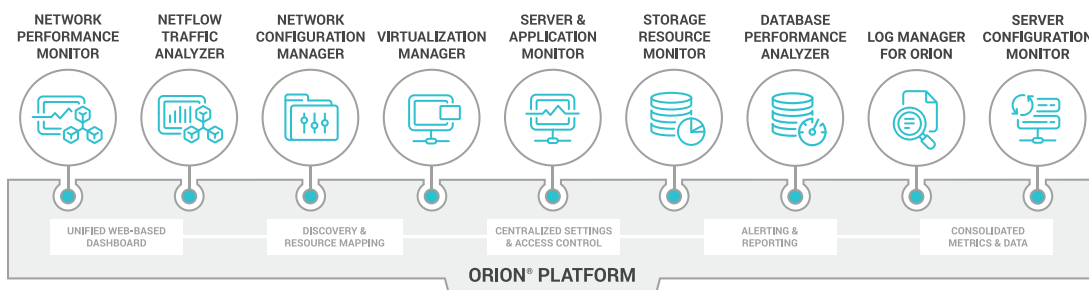 NETWORK
PERFORMANCE
MONITOR
NETFLOW
TRAFFIC
ANALYZER
NETWORK
CONFIGURATION
MANAGER
VIRTUALIZATION
MANAGER
SERVER &
APPLICATION
MONITOR
STORAGE
RESOURCE
MONITOR
DATABASE
PERFORMANCE
ANALYZER
LOG MANAGER
FOR ORION
SERVER
CONFIGURATION
MONITOR
UNIFIED WEB-BASED
DASHBOARD
DISCOVERY &
RESOURCE MAPPING
CENTRALIZED SETTINGS
& ACCESS CONTROL
ALERTING &
REPORTING
CONSOLIDATED
METRICS & DATA
ORION® PLATFORM